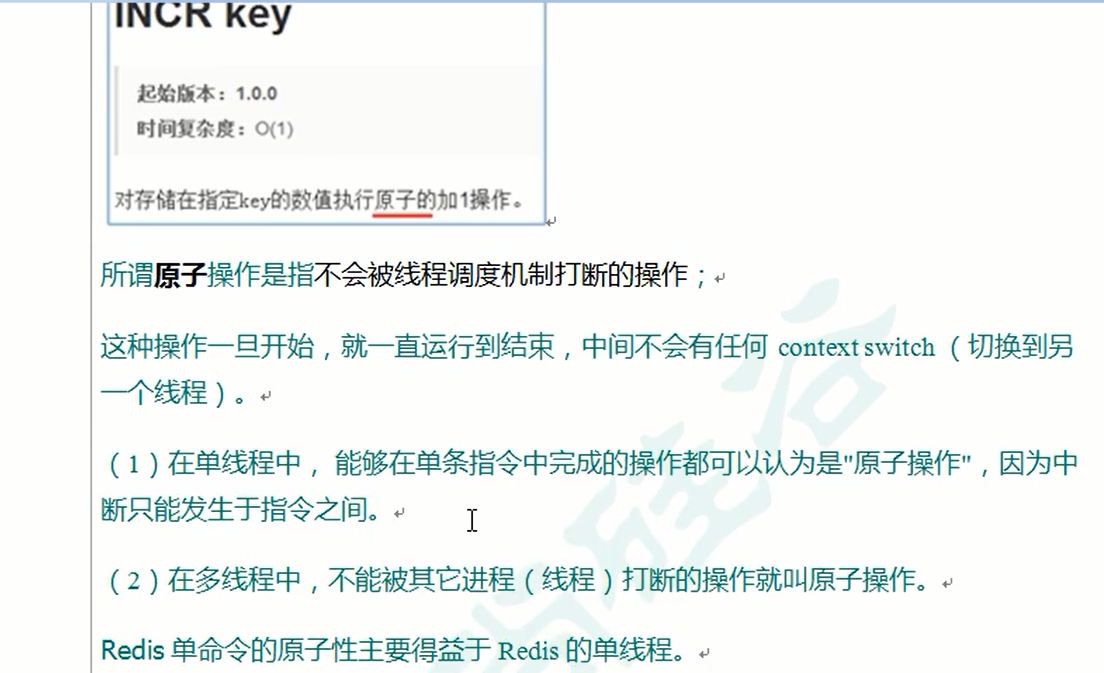 INCR key
起始版本：1.0.0
时间复杂度：O(1)
对存储在指定key的数值执行原子的加1操作。
所谓原子操作是指不会被线程调度机制打断的操作；
这种操作一旦开始，就一直运行到结束，中间不会有任何 context switch（切换到另
一个线程）。
（1）在单线程中， 能够在单条指令中完成的操作都可以认为是"原子操作"，因为中
断只能发生于指令之间。
（2）在多线程中，不能被其它进程（线程）打断的操作就叫原子操作。
Redis 单命令的原子性主要得益于 Redis 的单线程。
尚硅谷